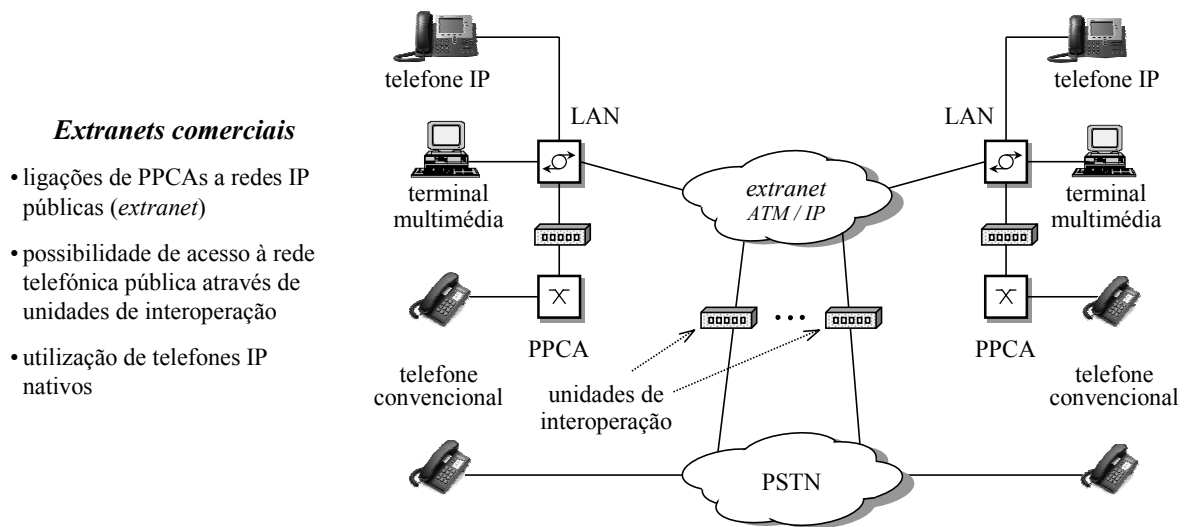 Extranets comerciais
• ligações de PPCAs a redes IP
públicas (extranet)
• possibilidade de acesso à rede
telefónica pública através de
unidades de interoperação
• utilização de telefones IP
nativos
telefone IP
LAN
terminal
multimédia
PPCA
telefone
convencional
extranet
ATM / IP
unidades de
interoperação
PSTN
telefone IP
LAN
terminal
multimédia
PPCA
telefone
convencional